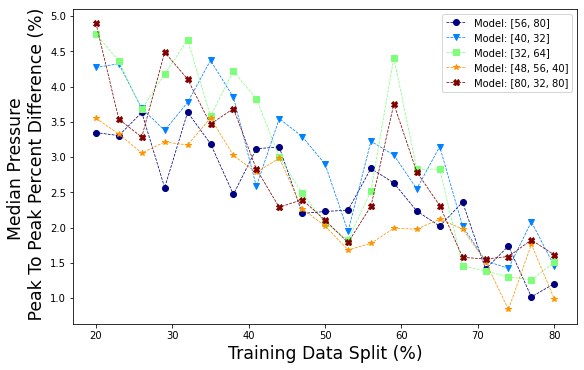 Median Pressure
Peak To Peak Percent Difference (%)
5.0
4.5
4.0
3.5
3.0
2.5
2.0
1.5
1.0
Model: [56, 80]
Model: [40, 32]
Model: [32, 64]
Model: [48, 56, 40]
Model: [80, 32, 80]
20 30 40 50 60 70 80
Training Data Split (%)